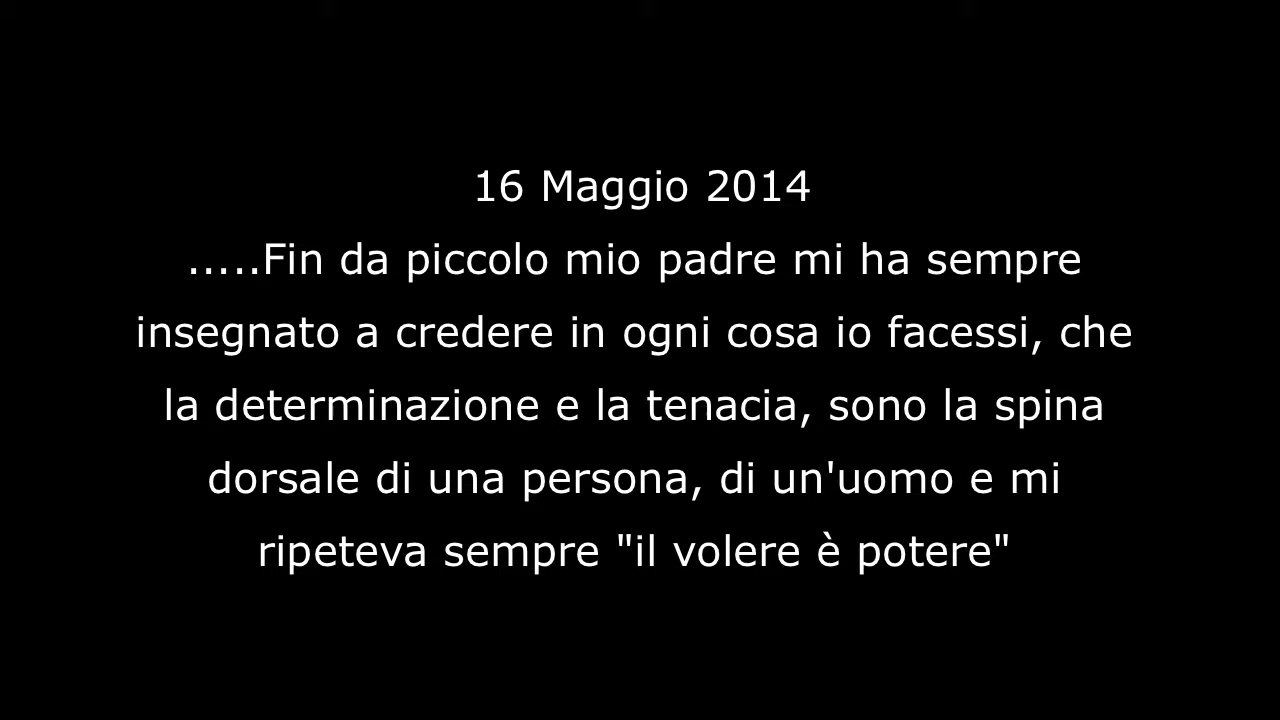 16 Maggio 2014
.....Fin da piccolo mio padre mi ha sempre
insegnato a credere in ogni cosa io facessi, che
la determinazione e la tenacia, sono la spina
dorsale di una persona, di un'uomo e mi
ripeteva sempre "il volere è potere"